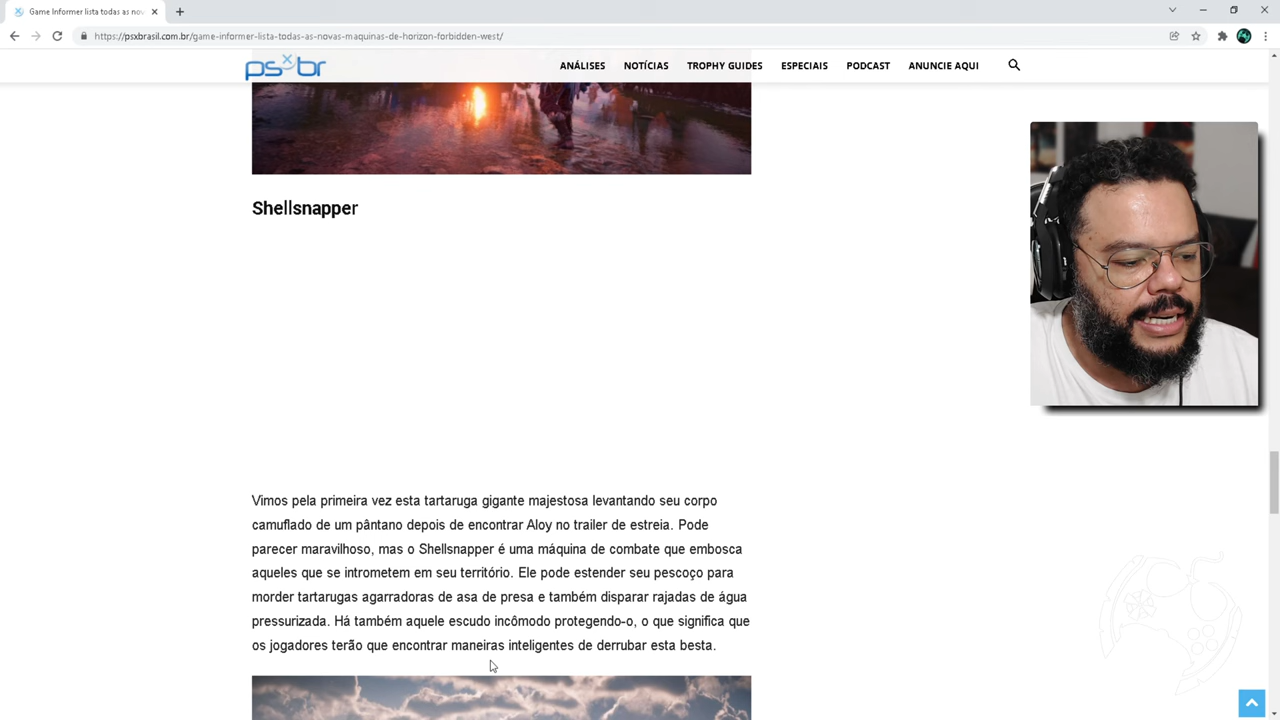 Game Informer lista todas as nov
https://psxbrasil.com.br/game-informer-lista-todas-as-novas-maquinas-de-horizon-forbidden-west/
psxbr
ANÁLISES NOTÍCIAS TROPHY GUIDES ESPECIAIS PODCAST ANUNCIE AQUI
Shellsnapper
Vimos pela primeira vez esta tartaruga gigante majestosa levantando seu corpo
camuflado de um pântano depois de encontrar Aloy no trailer de estreia. Pode
parecer maravilhoso, mas o Shellsnapper é uma máquina de combate que embosca
aqueles que se intrometem em seu território. Ele pode estender seu pescoço para
morder tartarugas agarradoras de asa de presa e também disparar rajadas de água
pressurizada. Há também aquele escudo incômodo protegendo-o, o que significa que
os jogadores terão que encontrar maneiras inteligentes de derrubar esta besta.